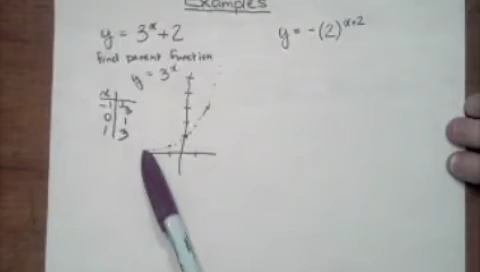 Examples
y = 3^x + 2
find parent function
y = 3^x
x
-1 | 1/3
0 | 1
1 | 3
y = -(2)^(x+2)